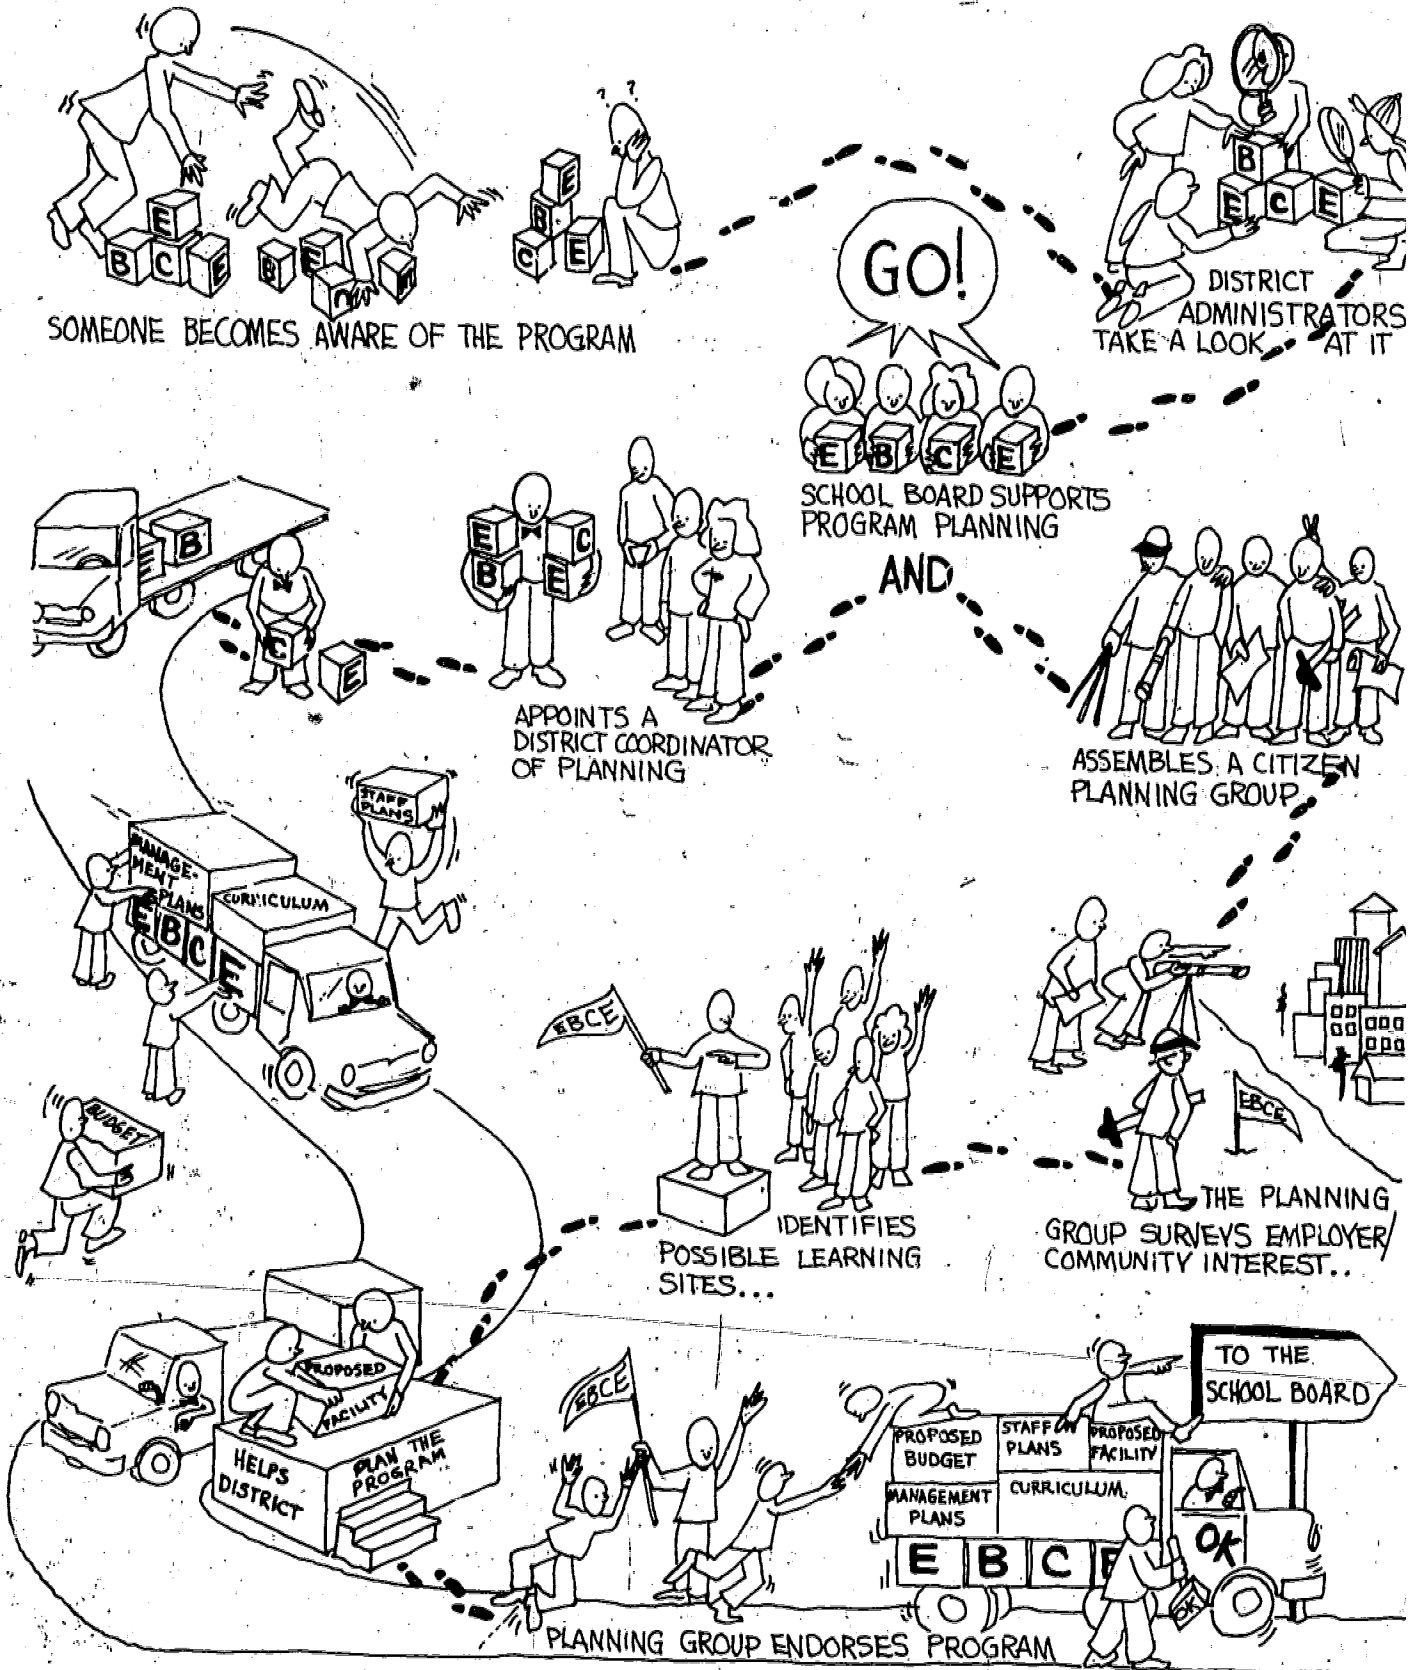 ? ?
E
B C E
B E C E
E
B
C E
SOMEONE BECOMES AWARE OF THE PROGRAM
B
E C E
DISTRICT
ADMINISTRATORS
TAKE A LOOK AT IT
GO!
E B C E
SCHOOL BOARD SUPPORTS
PROGRAM PLANNING
AND
ASSEMBLES A CITIZEN
PLANNING GROUP
E C
B E
APPOINTS A
DISTRICT COORDINATOR
OF PLANNING
E B
C
E
STAFF
PLANS
MANAGE-
MENT
PLANS
CURRICULUM
E B C E
BUDGET
EBCE
THE PLANNING
GROUP SURVEYS EMPLOYER/
COMMUNITY INTEREST..
EBCE
IDENTIFIES
POSSIBLE LEARNING
SITES...
PROPOSED
FACILITY
HELPS
DISTRICT
PLAN THE
PROGRAM
EBCE
PLANNING GROUP ENDORSES PROGRAM
PROPOSED
BUDGET
STAFF
PLANS
PROPOSED
FACILITY
MANAGEMENT
PLANS
CURRICULUM.
E B C E
OK
OK
TO THE
SCHOOL BOARD